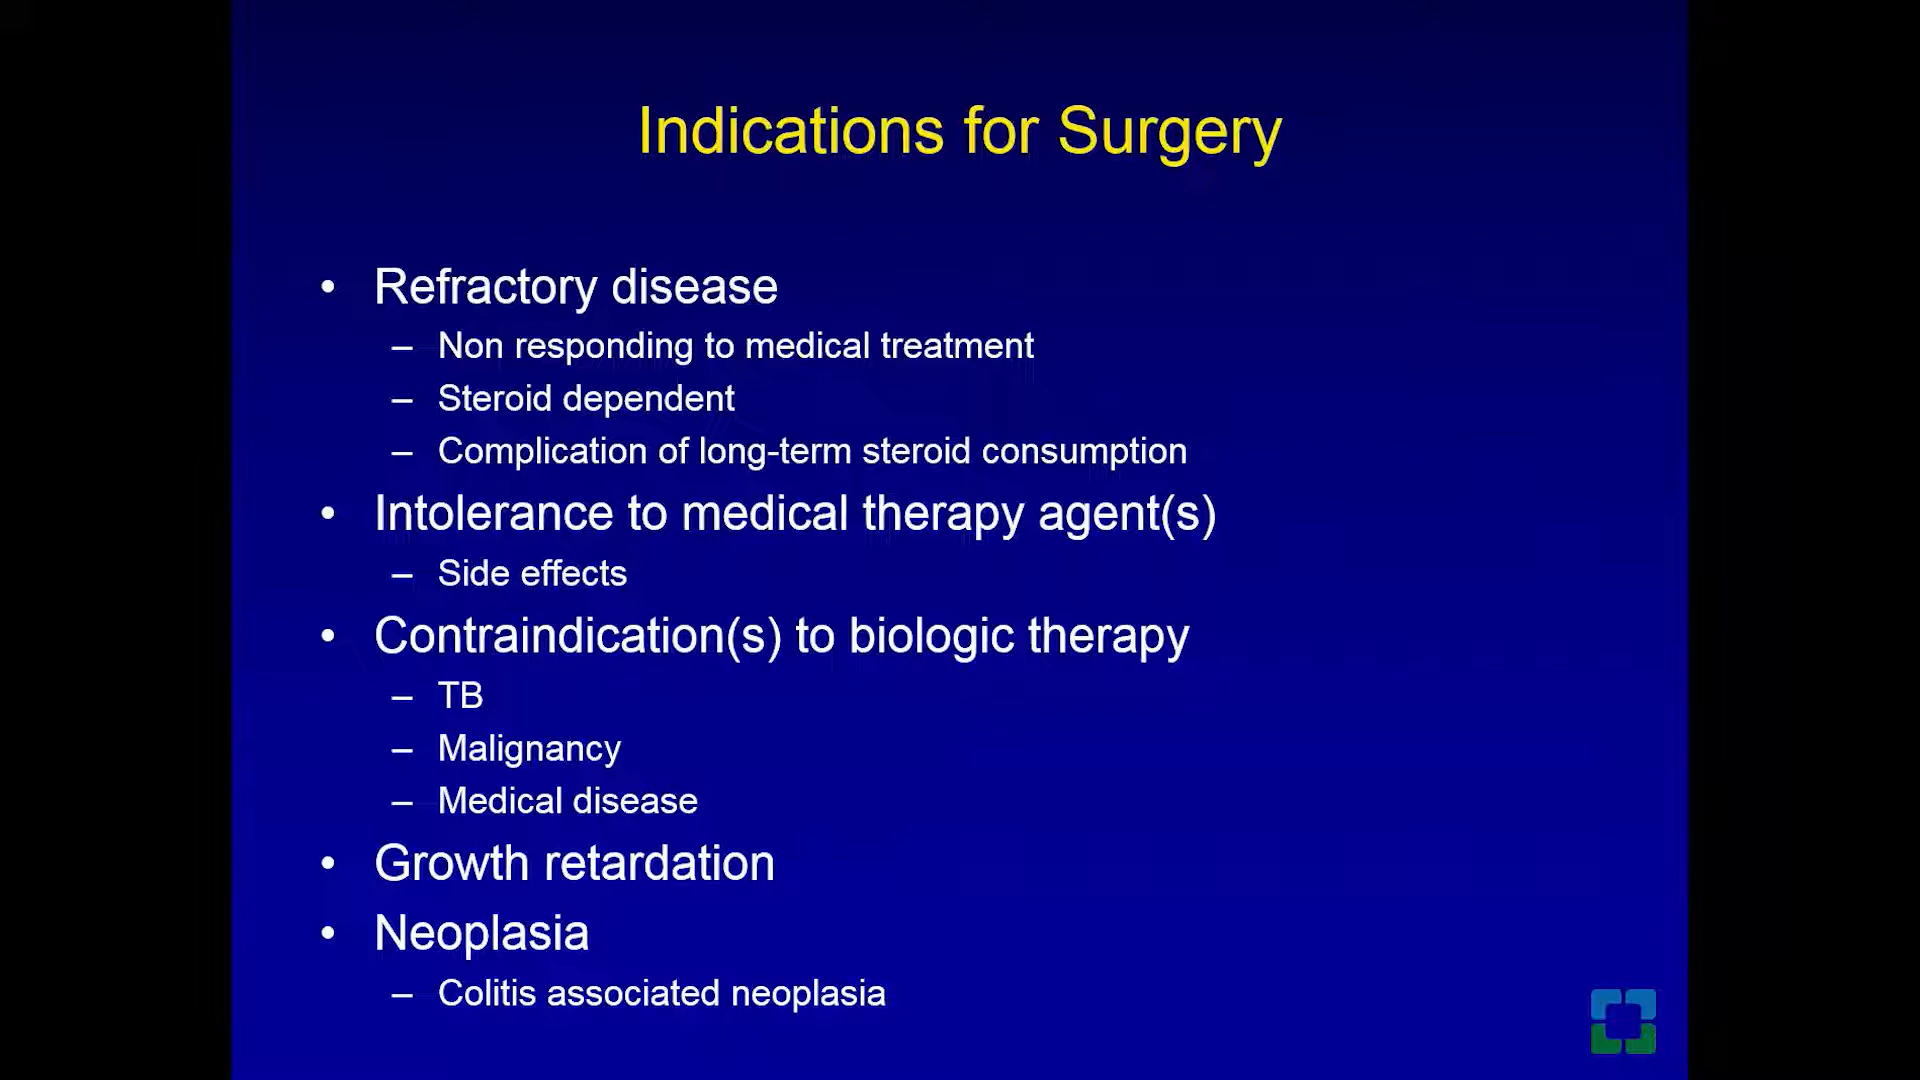 Indications for Surgery
• Refractory disease
– Non responding to medical treatment
– Steroid dependent
– Complication of long-term steroid consumption
• Intolerance to medical therapy agent(s)
– Side effects
• Contraindication(s) to biologic therapy
– TB
– Malignancy
– Medical disease
• Growth retardation
• Neoplasia
– Colitis associated neoplasia